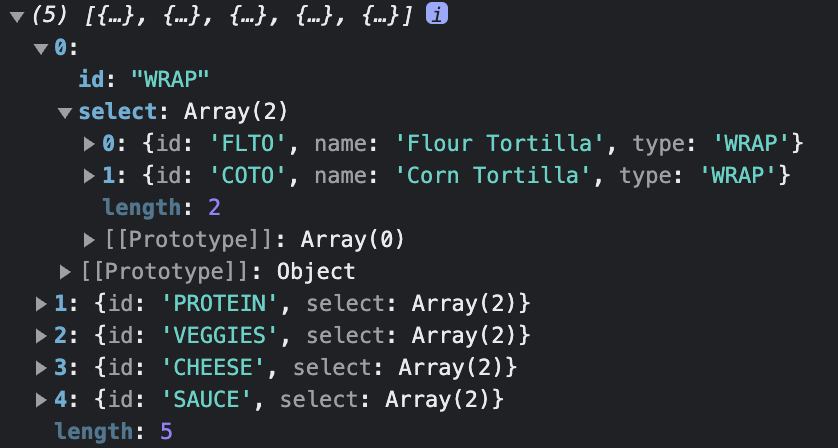 ▼ (5) [{…}, {…}, {…}, {…}, {…}] i
▼ 0:
id: "WRAP"
▼ select: Array(2)
▶ 0: {id: 'FLTO', name: 'Flour Tortilla', type: 'WRAP'}
▶ 1: {id: 'COTO', name: 'Corn Tortilla', type: 'WRAP'}
length: 2
▶ [[Prototype]]: Array(0)
▶ [[Prototype]]: Object
▶ 1: {id: 'PROTEIN', select: Array(2)}
▶ 2: {id: 'VEGGIES', select: Array(2)}
▶ 3: {id: 'CHEESE', select: Array(2)}
▶ 4: {id: 'SAUCE', select: Array(2)}
length: 5